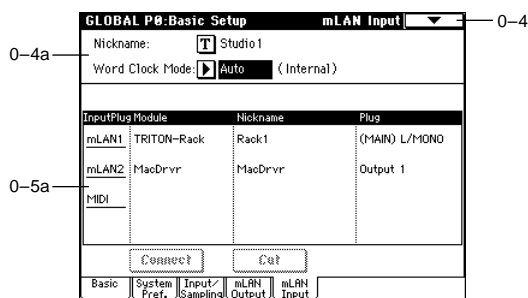 GLOBAL P0:Basic Setup mLAN Input
0–4
Nickname: T Studio1
0–4a
Word Clock Mode: Auto (Internal)
InputPlug Module Nickname Plug
mLAN1 TRITON-Rack Rack1 (MAIN) L/MONO
mLAN2 MacDrvr MacDrvr Output 1
0–5a
MIDI
Connect Cut
Basic System Pref. Input/Sampling mLAN Output mLAN Input